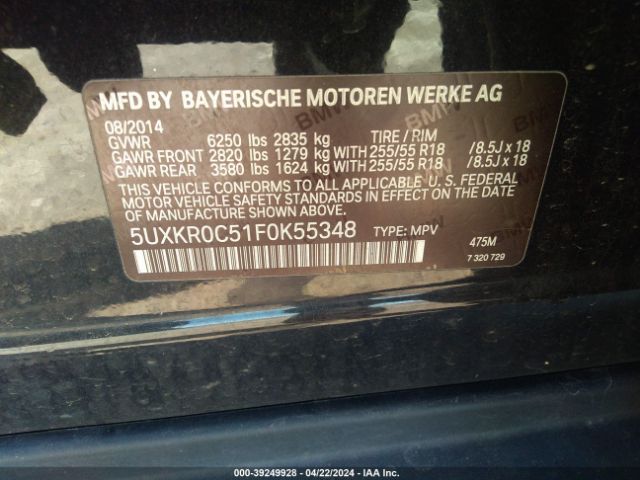 MFD BY BAYERISCHE MOTOREN WERKE AG
08/2014
GVWR 6250 lbs 2835 kg TIRE / RIM
GAWR FRONT 2820 lbs 1279 kg WITH 255/55 R18 /8.5J x 18
GAWR REAR 3580 lbs 1624 kg WITH 255/55 R18 /8.5J x 18
THIS VEHICLE CONFORMS TO ALL APPLICABLE U. S. FEDERAL
MOTOR VEHICLE SAFETY STANDARDS IN EFFECT ON THE
DATE OF MANUFACTURE SHOWN ABOVE.
5UXKR0C51F0K55348 TYPE: MPV 475M
7 320 729
000-39249928 - 04/22/2024 - IAA Inc.